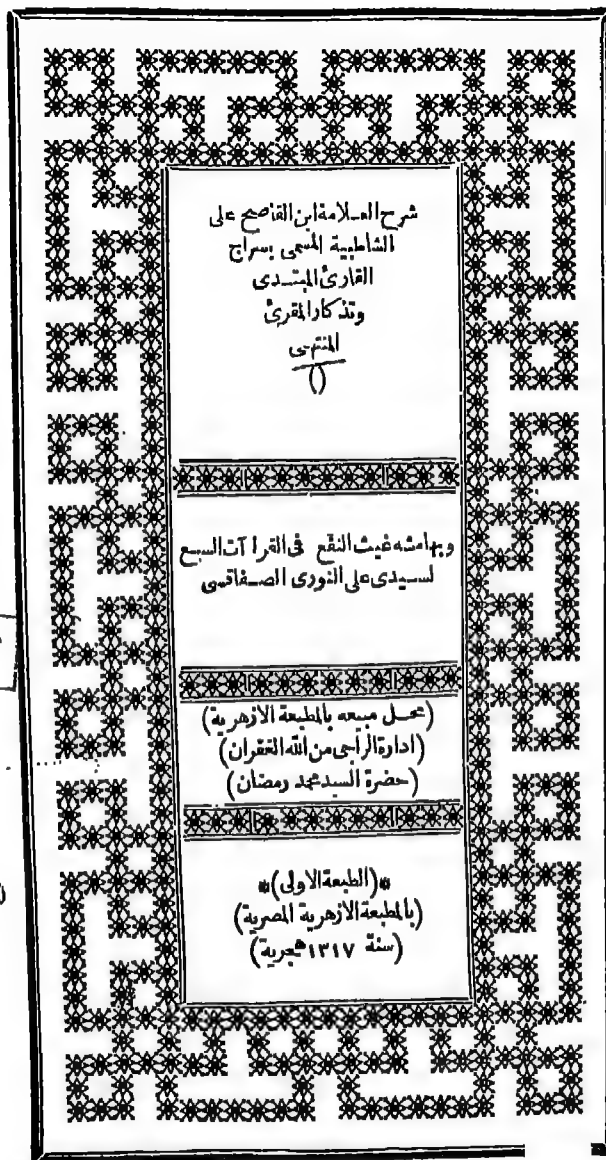 شرح العلامة ابن القاصح على
الشاطبية المسمى بسراج
القارئ المبتدى
وتذكار المقرئ
المنتهى
وبهامشه غيث النفع فى القرا آت السبع
لسيدى على النورى الصفاقسى
(محل مبيعه بالمطبعة الازهرية)
(ادارة الراجى من الله الغفران)
(حضرة السيد محمد رمضان)
*(الطبعة الاولى)*
(بالمطبعة الازهرية المصرية)
(سنة ١٣١٧ هجرية)